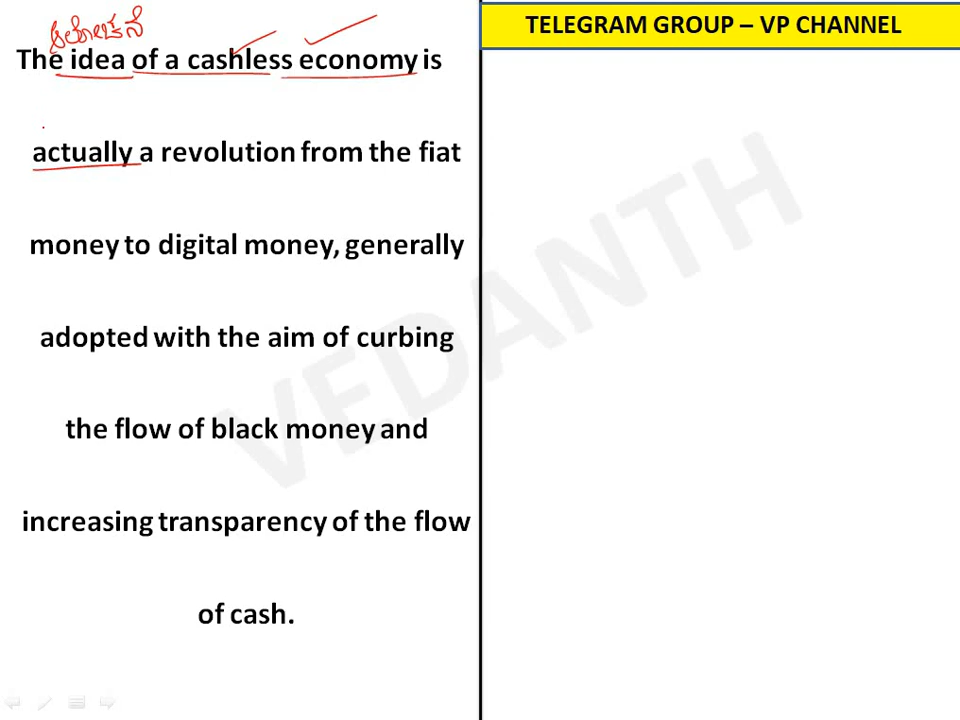 ಆಲೋಚನೆ
The idea of a cashless economy is
actually a revolution from the fiat
money to digital money, generally
adopted with the aim of curbing
the flow of black money and
increasing transparency of the flow
of cash.
TELEGRAM GROUP – VP CHANNEL
VEDANTH